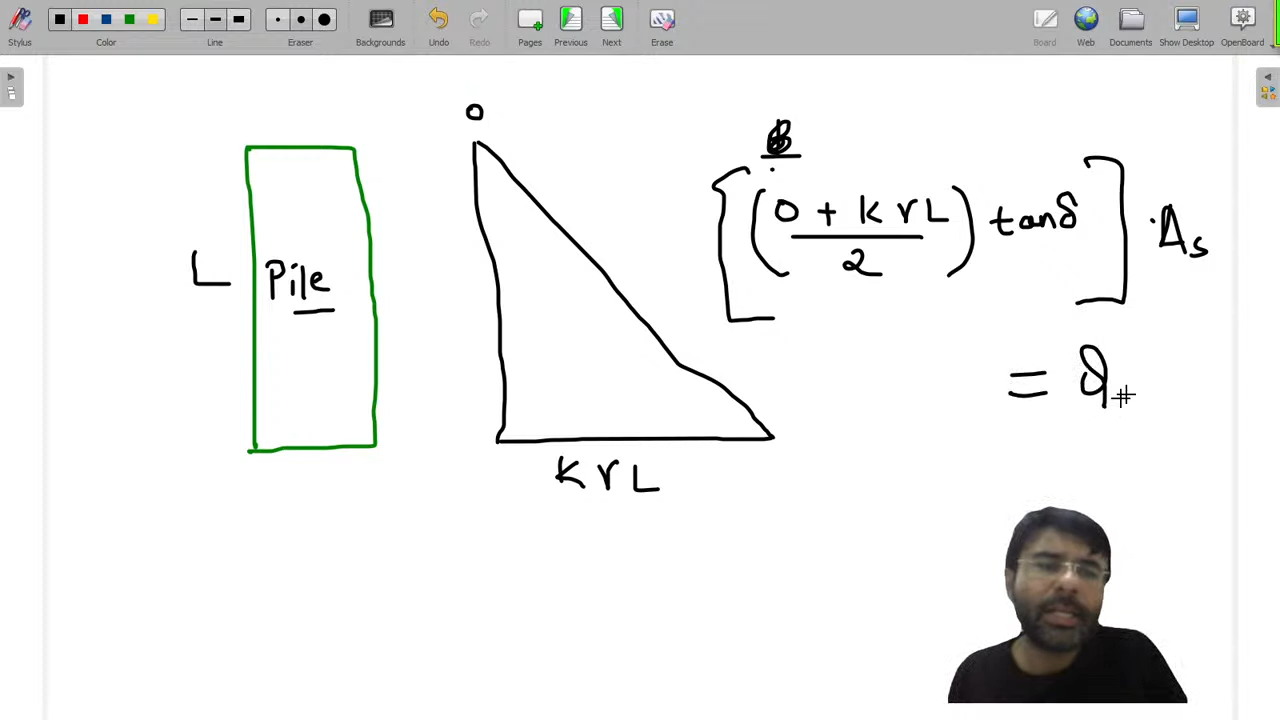 Stylus
Color
Line
Eraser
Backgrounds
Undo
Redo
Pages
Previous
Next
Erase
Board
Web
Documents
Show Desktop
OpenBoard
0
L
Pile
K γ L
[(0 + K γ L / 2) tanδ] · As
= Q